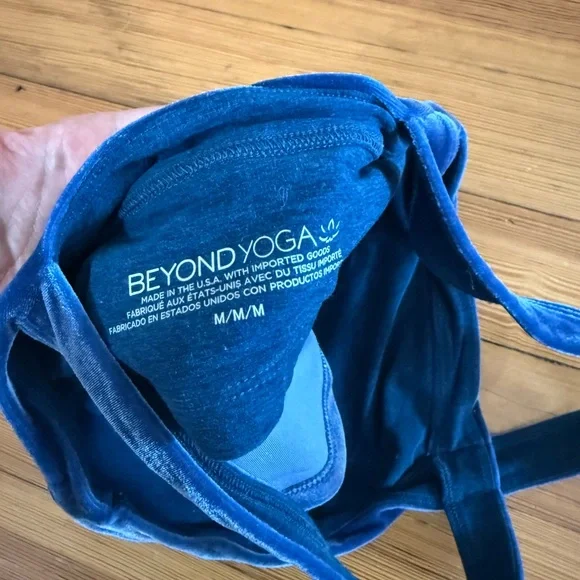 BEYOND YOGA
MADE IN THE U.S.A. WITH IMPORTED GOODS
FABRIQUÉ AUX ÉTATS-UNIS AVEC DU TISSU IMPORTÉ
FABRICADO EN ESTADOS UNIDOS CON PRODUCTOS
M/M/M